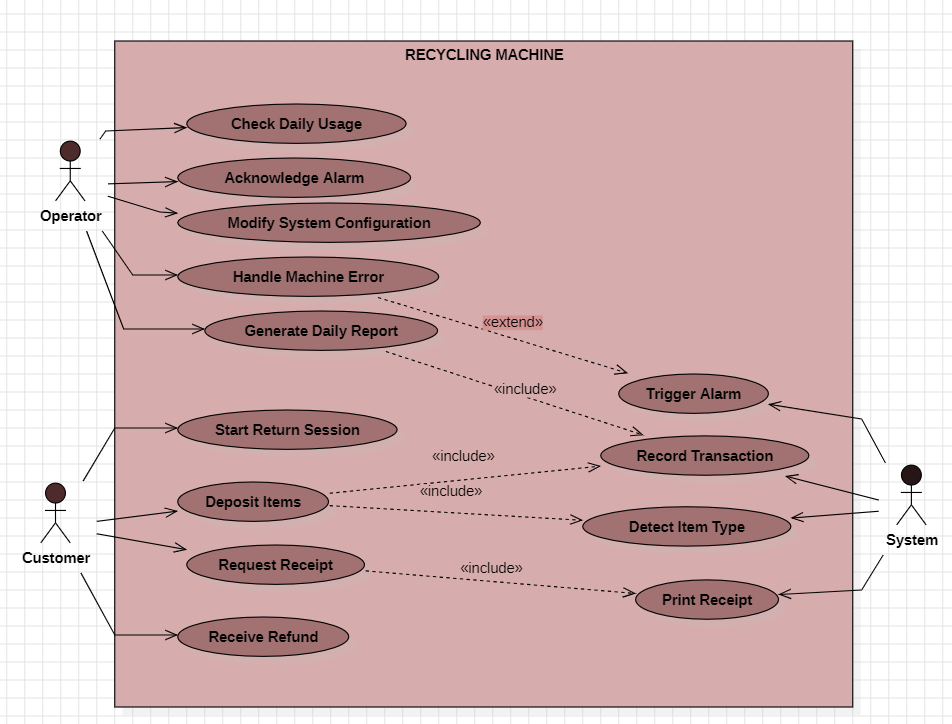 RECYCLING MACHINE
Check Daily Usage
Acknowledge Alarm
Operator
Modify System Configuration
Handle Machine Error
«extend»
Generate Daily Report
«include»
Trigger Alarm
Start Return Session
«include»
Record Transaction
«include»
Deposit Items
Detect Item Type
System
Customer
Request Receipt
«include»
Print Receipt
Receive Refund